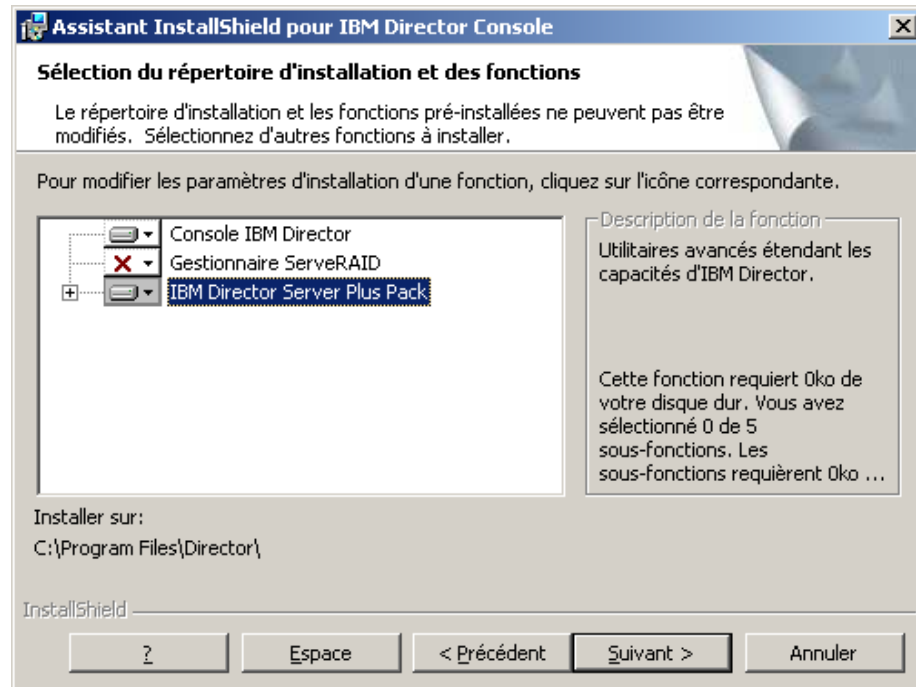 Assistant InstallShield pour IBM Director Console
Sélection du répertoire d'installation et des fonctions
Le répertoire d'installation et les fonctions pré-installées ne peuvent pas être
modifiés. Sélectionnez d'autres fonctions à installer.
Pour modifier les paramètres d'installation d'une fonction, cliquez sur l'icône correspondante.
Console IBM Director
Gestionnaire ServeRAID
IBM Director Server Plus Pack
Description de la fonction
Utilitaires avancés étendant les
capacités d'IBM Director.
Cette fonction requiert 0ko de
votre disque dur. Vous avez
sélectionné 0 de 5
sous-fonctions. Les
sous-fonctions requièrent 0ko ...
Installer sur:
C:\Program Files\Director\
InstallShield
?
Espace
< Précédent
Suivant >
Annuler